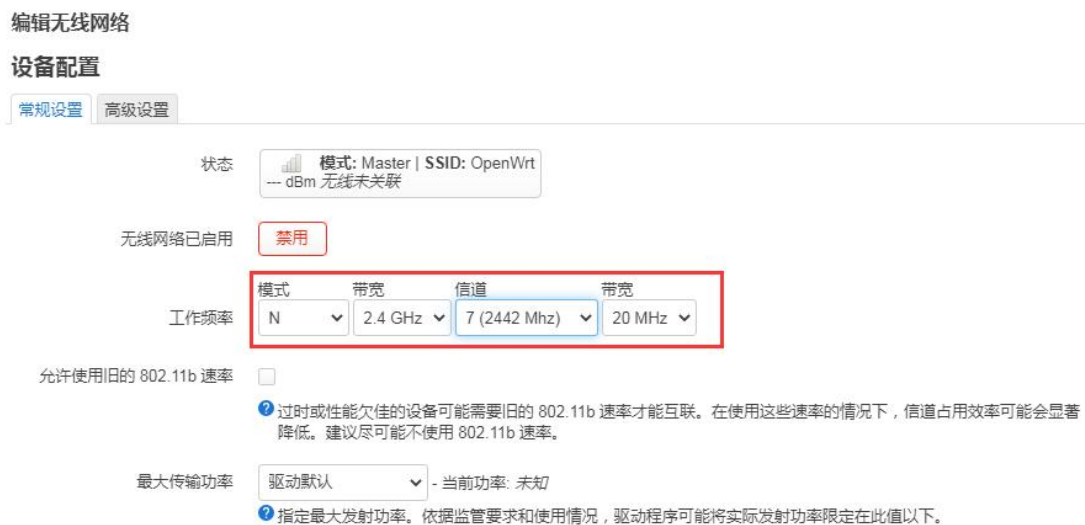 编辑无线网络
设备配置
常规设置 高级设置
状态 模式: Master | SSID: OpenWrt
--- dBm 无线未关联
无线网络已启用 禁用
模式 带宽 信道 带宽
工作频率 N 2.4 GHz 7 (2442 Mhz) 20 MHz
允许使用旧的 802.11b 速率
过时或性能欠佳的设备可能需要旧的 802.11b 速率才能互联。在使用这些速率的情况下，信道占用效率可能会显著
降低。建议尽可能不使用 802.11b 速率。
最大传输功率 驱动默认 - 当前功率: 未知
指定最大发射功率。依据监管要求和使用情况，驱动程序可能将实际发射功率限定在此值以下。